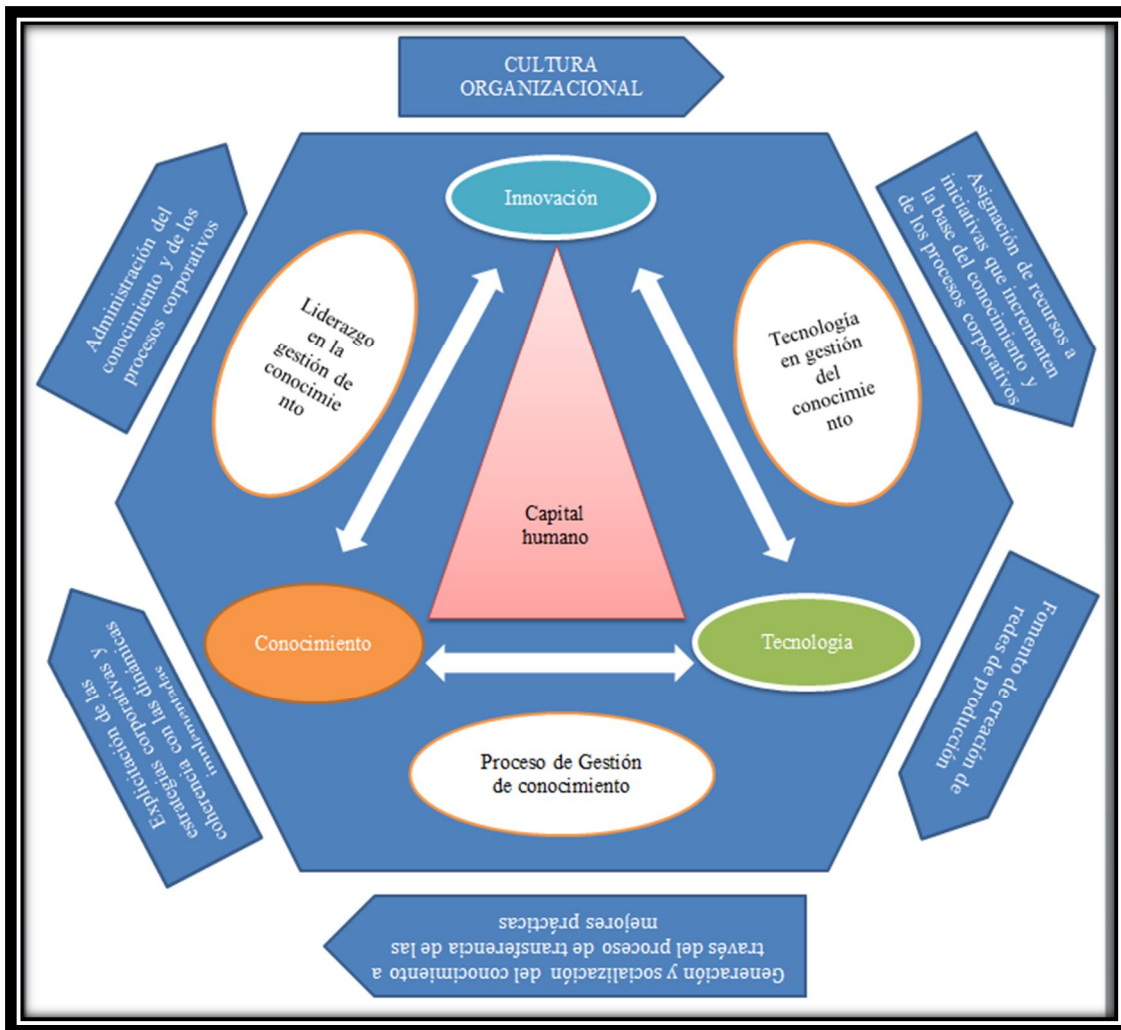 CULTURA
ORGANIZACIONAL
Asignación de recursos a
iniciativas que incrementen
la base del conocimiento y
de los procesos corporativos
Fomento de creación de
redes de producción
Generación y socialización del conocimiento a
través del proceso de transferencia de las
mejores prácticas
Explicitación de las
estrategias corporativas y
coherencia con las dinámicas
Administración del
conocimiento y de los
procesos corporativos
Innovación
Liderazgo
en la
gestión de
conocimie
nto
Tecnología
en gestión
del
conocimie
nto
Capital
humano
Conocimiento
Tecnología
Proceso de Gestión
de conocimiento